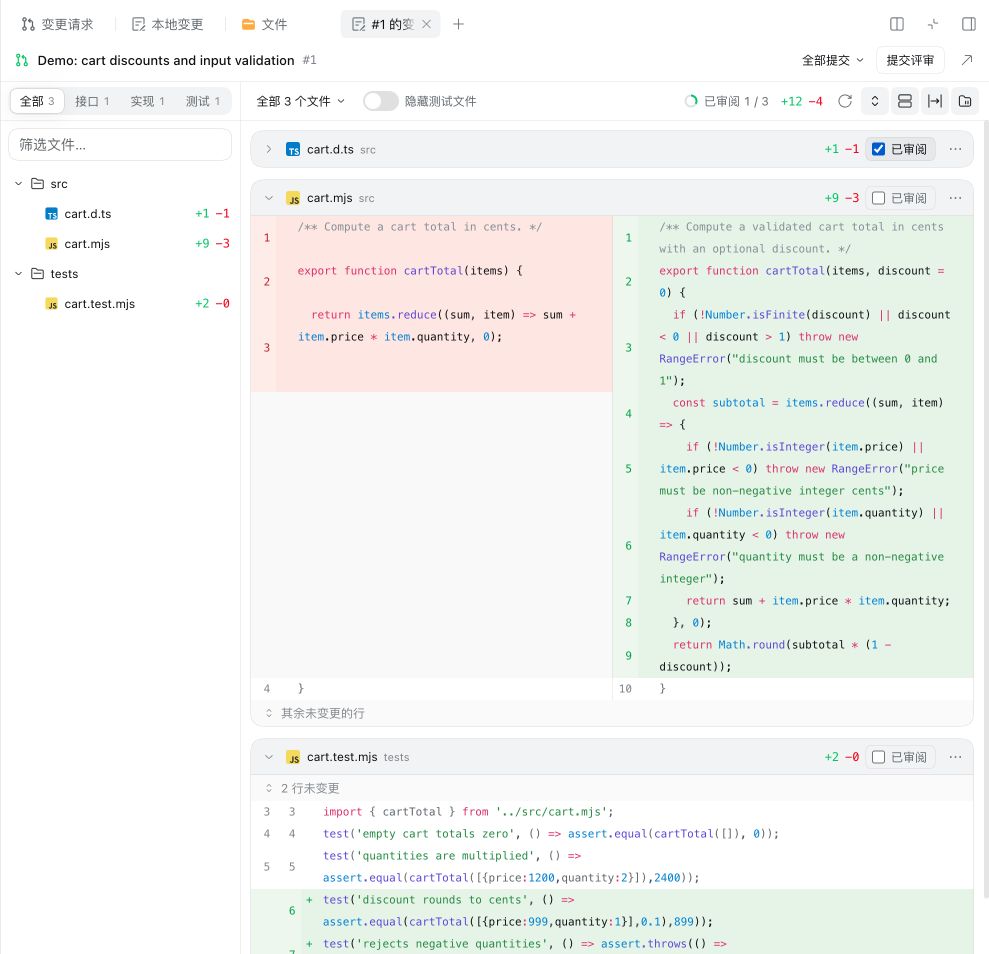 变更请求 本地变更 文件 #1 的变
Demo: cart discounts and input validation #1 全部提交 提交评审
全部 3 接口 1 实现 1 测试 1 全部 3 个文件 隐藏测试文件 已审阅 1 / 3 +12 −4
筛选文件...
src
TS cart.d.ts +1 −1
JS cart.mjs +9 −3
tests
JS cart.test.mjs +2 −0
TS cart.d.ts src +1 −1 已审阅
JS cart.mjs src +9 −3 已审阅
1 /** Compute a cart total in cents. */
2 export function cartTotal(items) {
3 return items.reduce((sum, item) => sum +
item.price * item.quantity, 0);
1 /** Compute a validated cart total in cents
with an optional discount. */
2 export function cartTotal(items, discount =
0) {
3 if (!Number.isFinite(discount) || discount
< 0 || discount > 1) throw new
RangeError("discount must be between 0 and
1");
4 const subtotal = items.reduce((sum, item)
=> {
5 if (!Number.isInteger(item.price) ||
item.price < 0) throw new RangeError("price
must be non-negative integer cents");
6 if (!Number.isInteger(item.quantity) ||
item.quantity < 0) throw new
RangeError("quantity must be a non-negative
integer");
7 return sum + item.price * item.quantity;
8 }, 0);
9 return Math.round(subtotal * (1 -
discount));
4 } 10 }
其余未变更的行
JS cart.test.mjs tests +2 −0 已审阅
2 行未变更
3 3 import { cartTotal } from '../src/cart.mjs';
4 4 test('empty cart totals zero', () => assert.equal(cartTotal([]), 0));
5 5 test('quantities are multiplied', () =>
assert.equal(cartTotal([{price:1200,quantity:2}]),2400));
6 + test('discount rounds to cents', () =>
assert.equal(cartTotal([{price:999,quantity:1}],0.1),899));
7 + test('rejects negative quantities', () => assert.throws(() =>